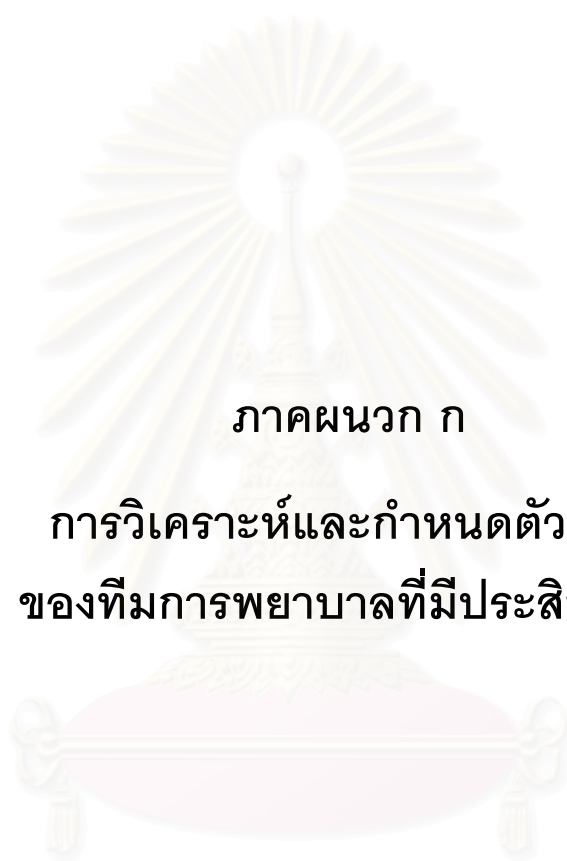 ภาคผนวก ก
การวิเคราะห์และกำหนดตัว
ของทีมการพยาบาลที่มีประสิ